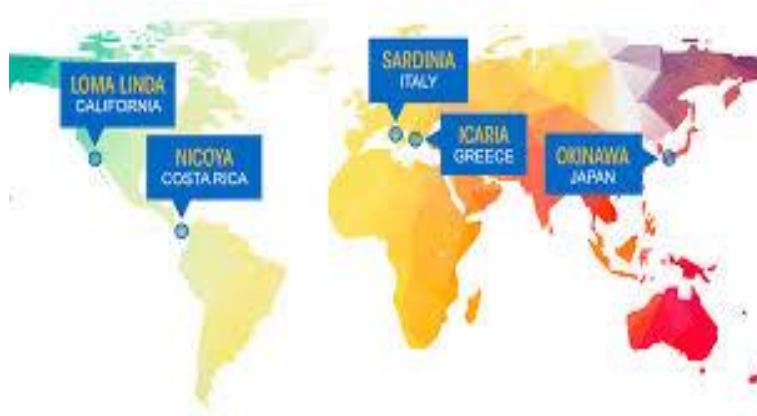 LOMA LINDA
CALIFORNIA
NICOYA
COSTA RICA
SARDINIA
ITALY
ICARIA
GREECE
OKINAWA
JAPAN